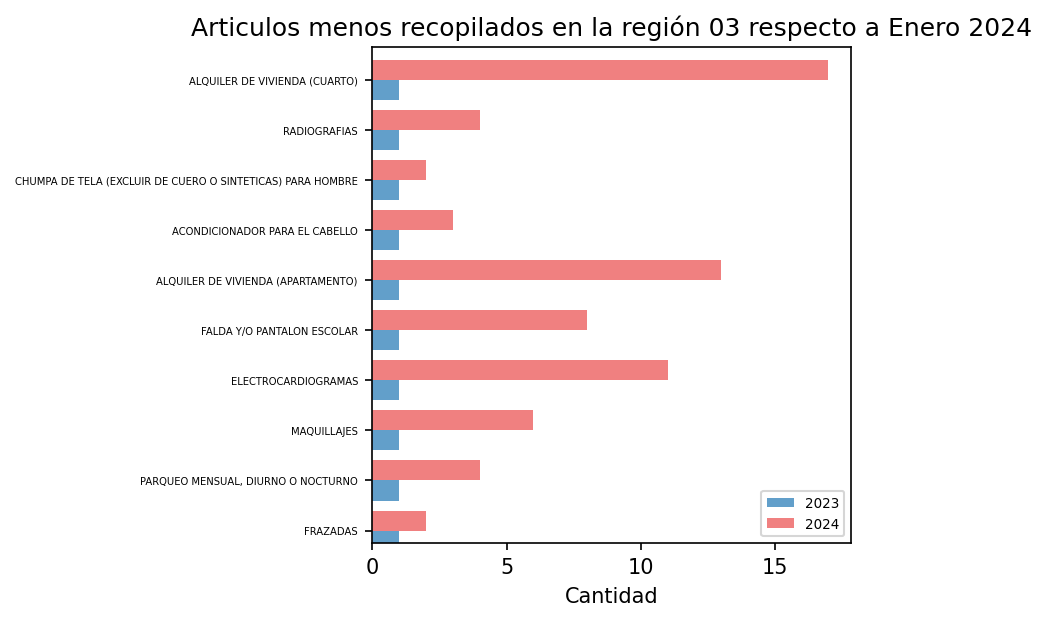 Articulos menos recopilados en la región 03 respecto a Enero 2024
ALQUILER DE VIVIENDA (CUARTO)
RADIOGRAFIAS
CHUMPA DE TELA (EXCLUIR DE CUERO O SINTETICAS) PARA HOMBRE
ACONDICIONADOR PARA EL CABELLO
ALQUILER DE VIVIENDA (APARTAMENTO)
FALDA Y/O PANTALON ESCOLAR
ELECTROCARDIOGRAMAS
MAQUILLAJES
PARQUEO MENSUAL, DIURNO O NOCTURNO
FRAZADAS
2023
2024
0 5 10 15
Cantidad